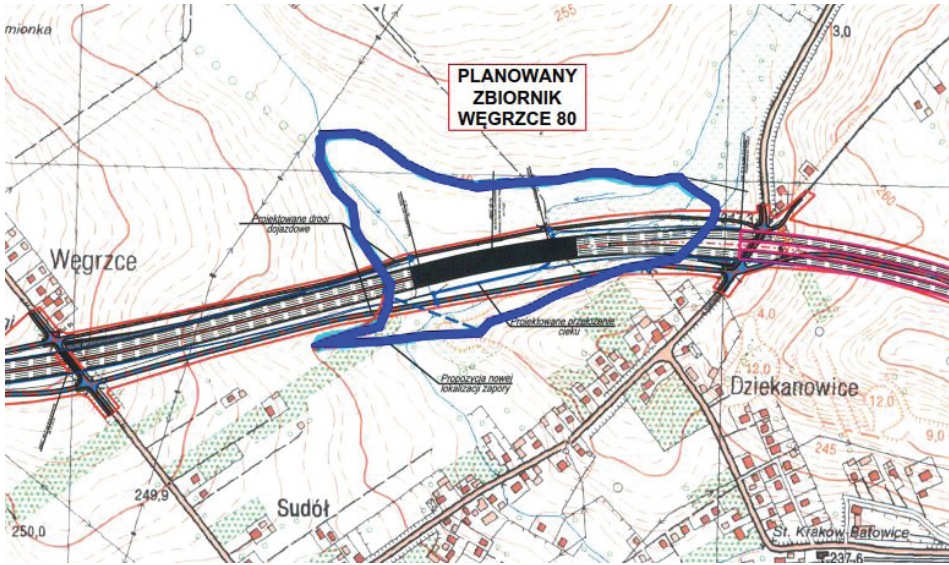 mionka
255
3,0
PLANOWANY
ZBIORNIK
WĘGRZCE 80
260
Projektowane drogi
dojazdowe
Węgrzce
Projektowane przełożenie
cieku
4,0
Propozycja nowej
lokalizacji zapory
12,0
Dziekanowice
12,0
9,0
245
249,9
Sudół
250,0
St. Kraków-Batowice
237,6